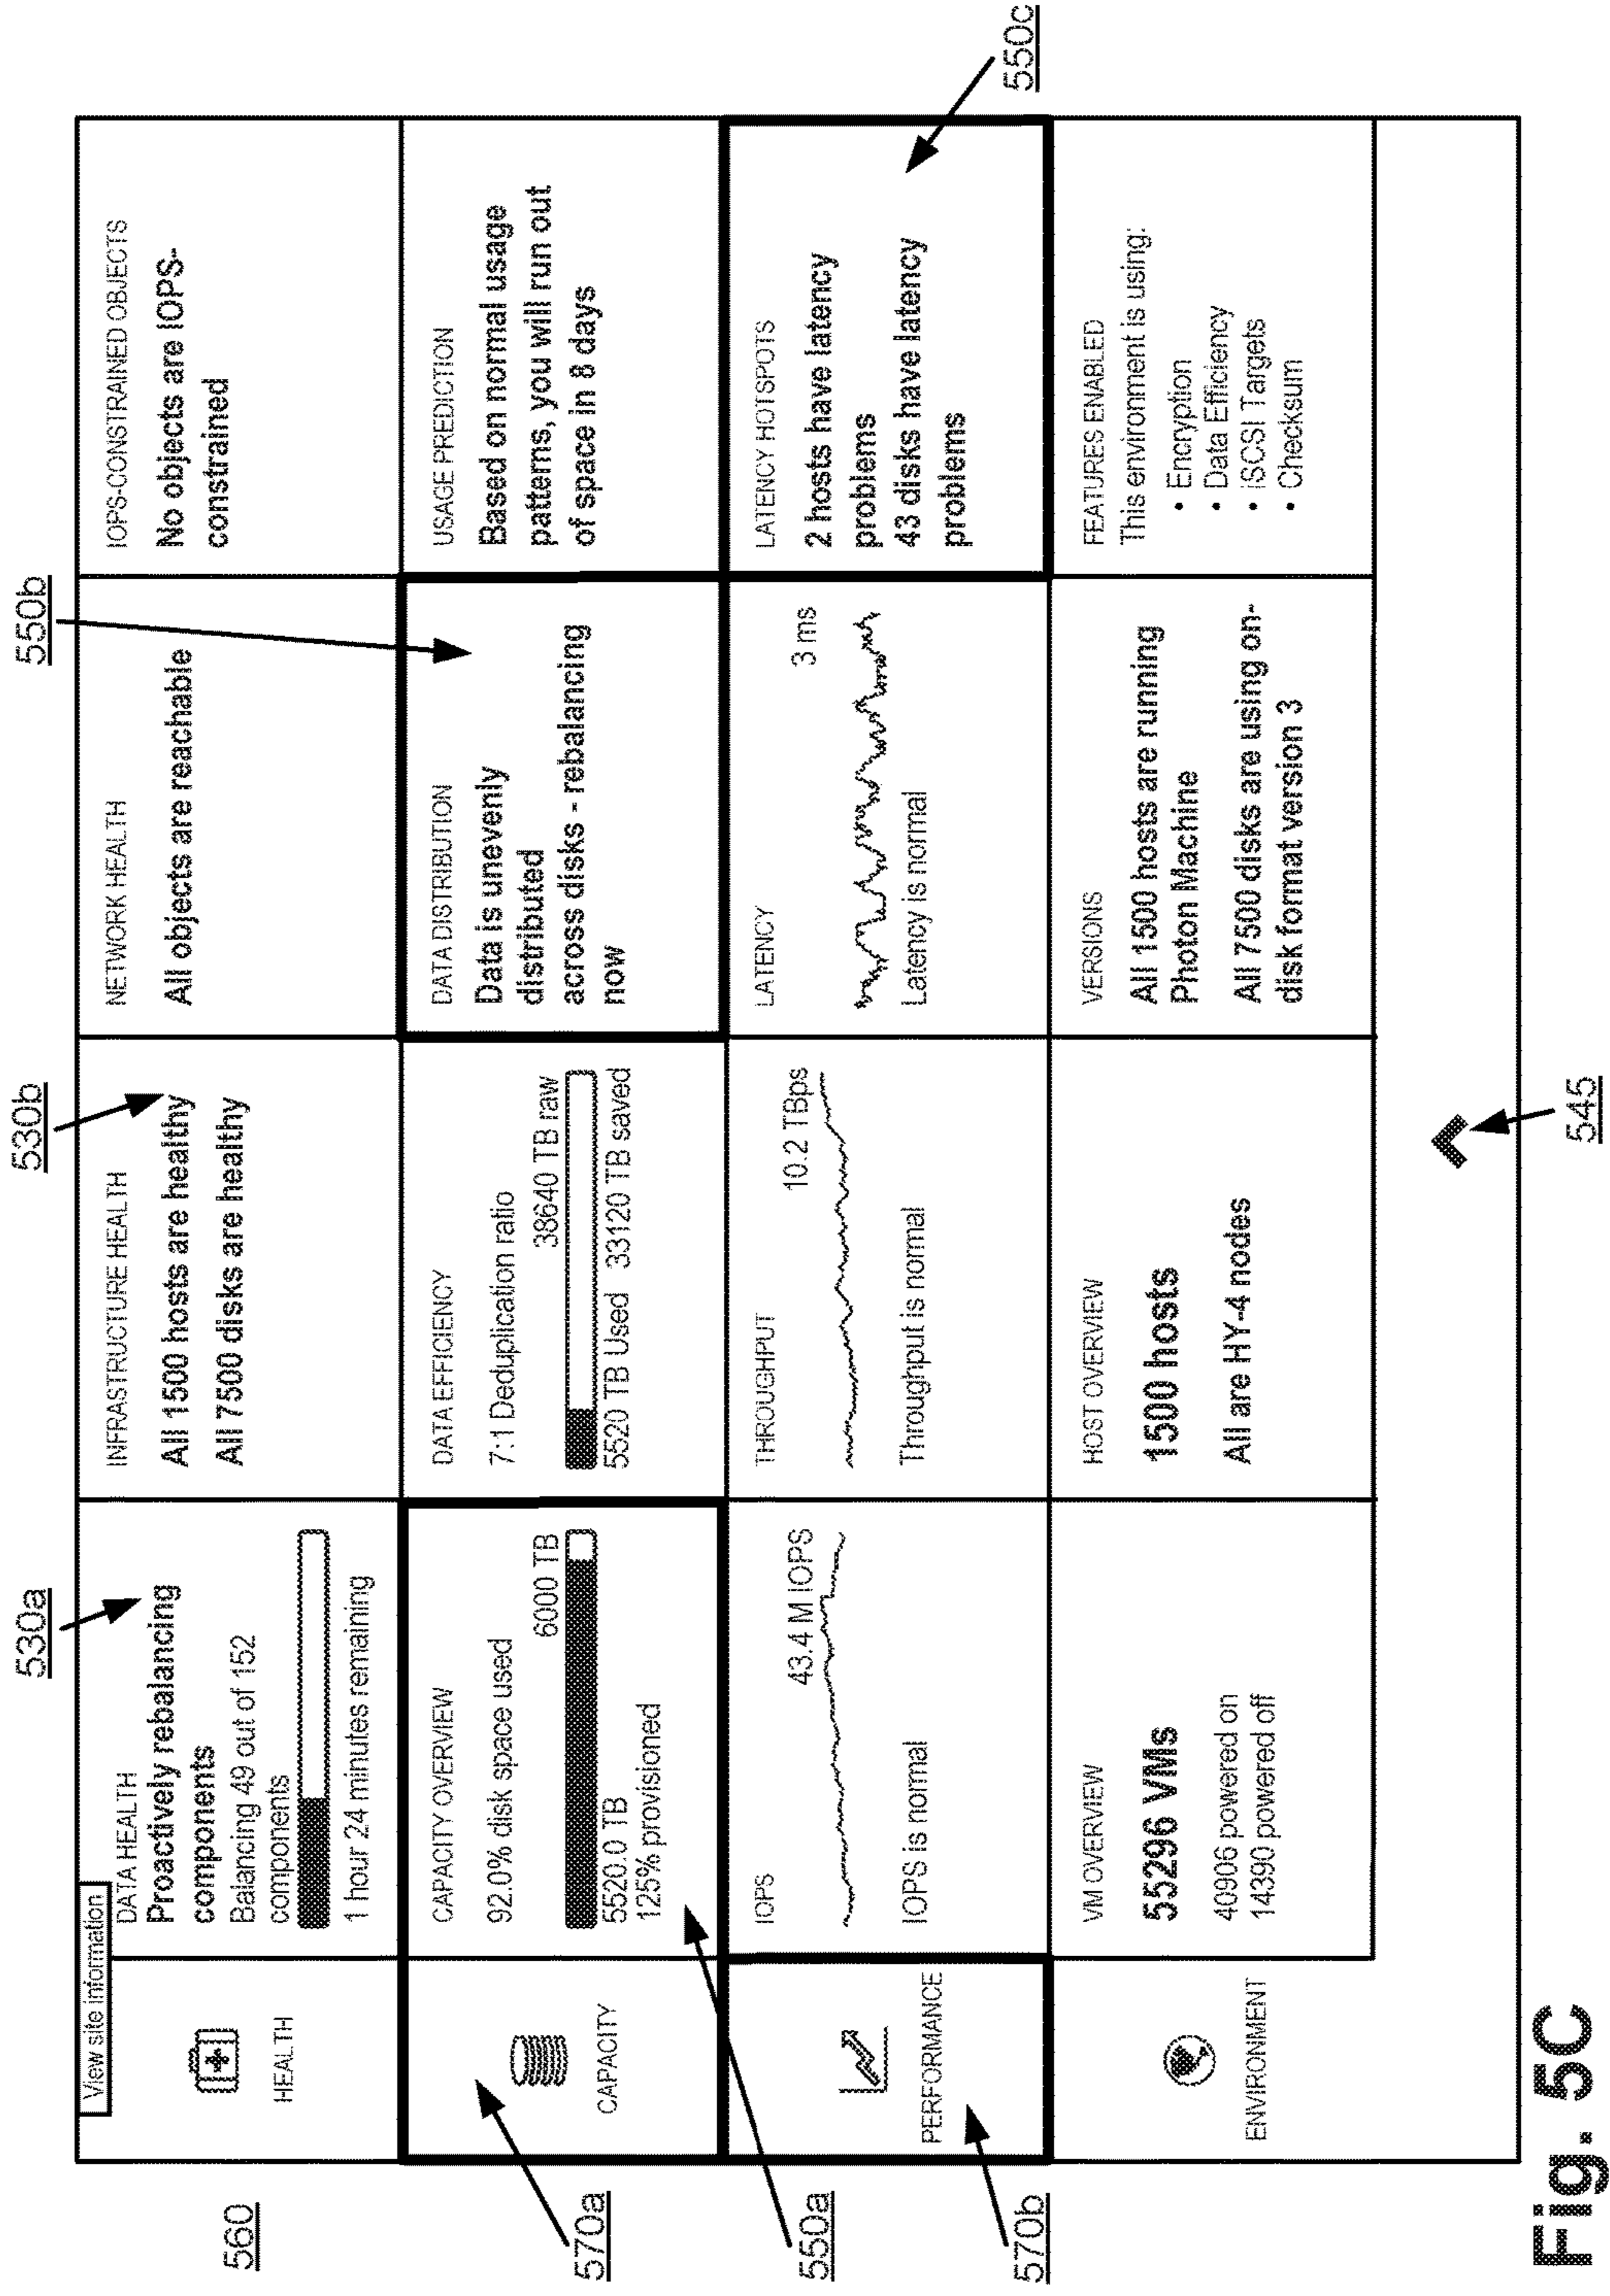 530a
530b
550b
560
View site information
HEALTH
DATA HEALTH
Proactively rebalancing
components
Balancing 49 out of 152
components
1 hour 24 minutes remaining
INFRASTRUCTURE HEALTH
All 1500 hosts are healthy
All 7500 disks are healthy
NETWORK HEALTH
All objects are reachable
IOPS-CONSTRAINED OBJECTS
No objects are IOPS-
constrained
CAPACITY
CAPACITY OVERVIEW
92.0% disk space used
6000 TB
5520.0 TB
125% provisioned
DATA EFFICIENCY
7:1 Deduplication ratio
38640 TB raw
5520 TB Used 33120 TB saved
DATA DISTRIBUTION
Data is unevenly
distributed
across disks - rebalancing
now
USAGE PREDICTION
Based on normal usage
patterns, you will run out
of space in 8 days
570a
550a
570b
PERFORMANCE
IOPS
43.4 M IOPS
IOPS is normal
THROUGHPUT
10.2 TBps
Throughput is normal
LATENCY
3 ms
Latency is normal
LATENCY HOTSPOTS
2 hosts have latency
problems
43 disks have latency
problems
550c
ENVIRONMENT
VM OVERVIEW
55296 VMs
40906 powered on
14390 powered off
HOST OVERVIEW
1500 hosts
All are HY-4 nodes
VERSIONS
All 1500 hosts are running
Photon Machine
All 7500 disks are using on-
disk format version 3
FEATURES ENABLED
This environment is using:
• Encryption
• Data Efficiency
• iSCSI Targets
• Checksum
545
Fig. 5C